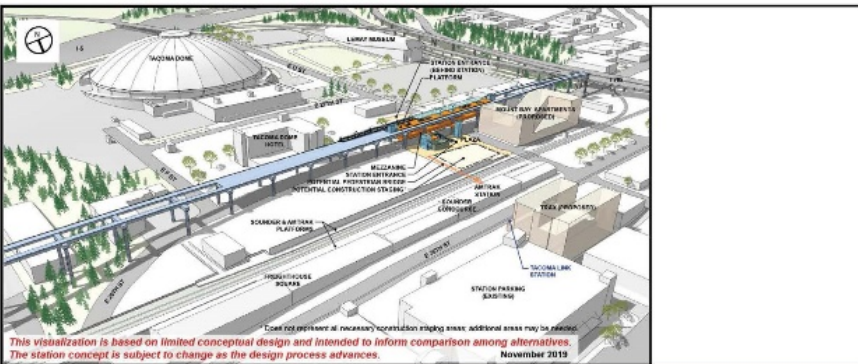 N
I-5
TACOMA DOME
LEMAY MUSEUM
STATION ENTRANCE
(BEHIND STATION)
PLATFORM
E D ST
MOUNT BAY APARTMENTS
(PROPOSED)
TACOMA DOME
HOTEL
PLAZA
MEZZANINE
STATION ENTRANCE
POTENTIAL PEDESTRIAN BRIDGE
POTENTIAL CONSTRUCTION STAGING*
AMTRAK
STATION
SOUNDER
CONCOURSE
TRAX (PROPOSED)
SOUNDER & AMTRAK
PLATFORMS
E 25TH ST
TACOMA LINK
STATION
FREIGHTHOUSE
SQUARE
STATION PARKING
(EXISTING)
* Does not represent all necessary construction staging areas; additional areas may be needed.
This visualization is based on limited conceptual design and intended to inform comparison among alternatives.
The station concept is subject to change as the design process advances.
November 2019